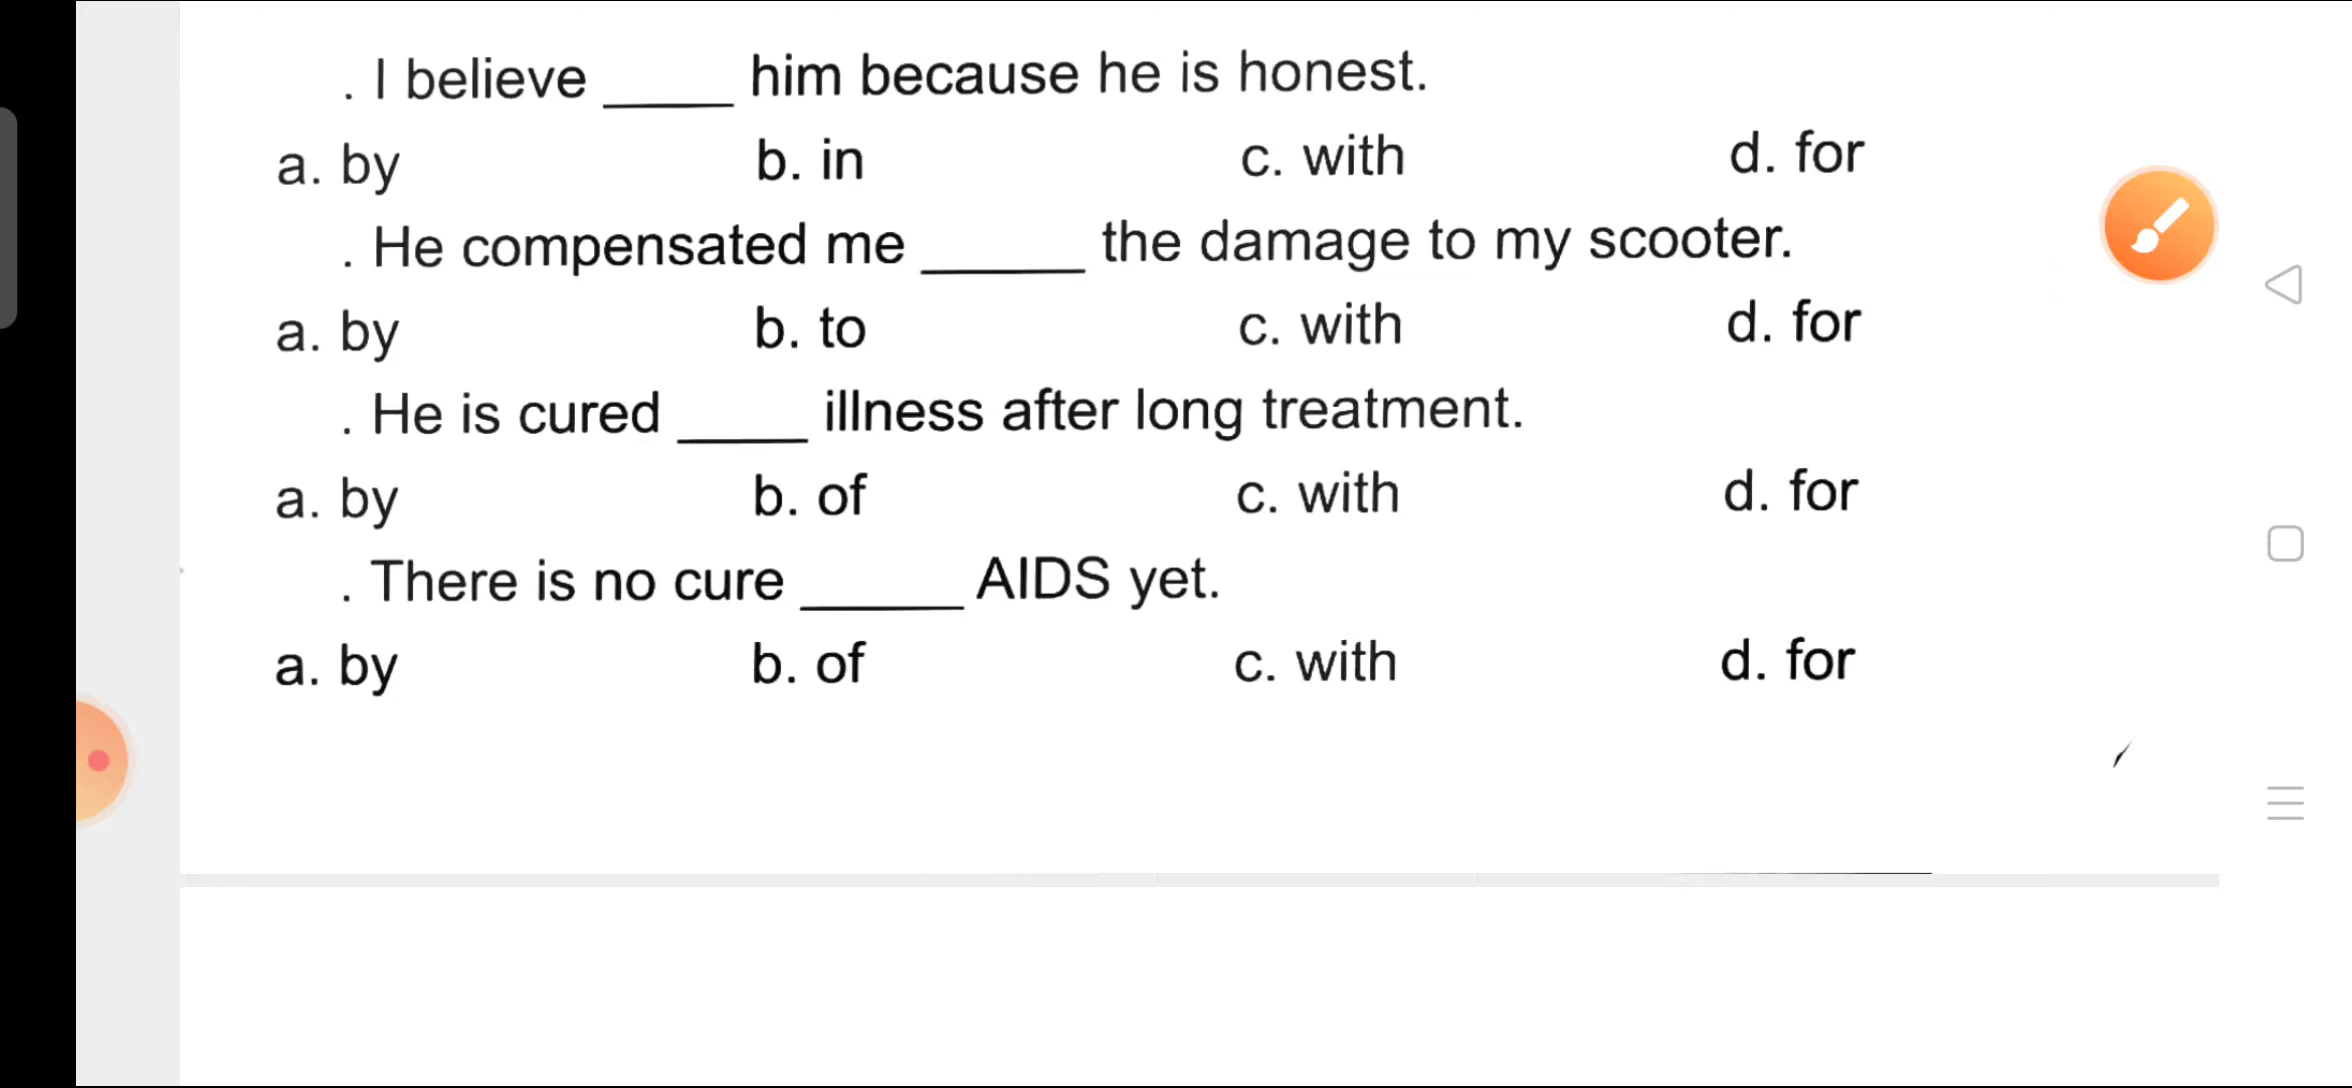 . I believe _____ him because he is honest.
a. by b. in c. with d. for
. He compensated me ______ the damage to my scooter.
a. by b. to c. with d. for
. He is cured _____ illness after long treatment.
a. by b. of c. with d. for
. There is no cure ______ AIDS yet.
a. by b. of c. with d. for